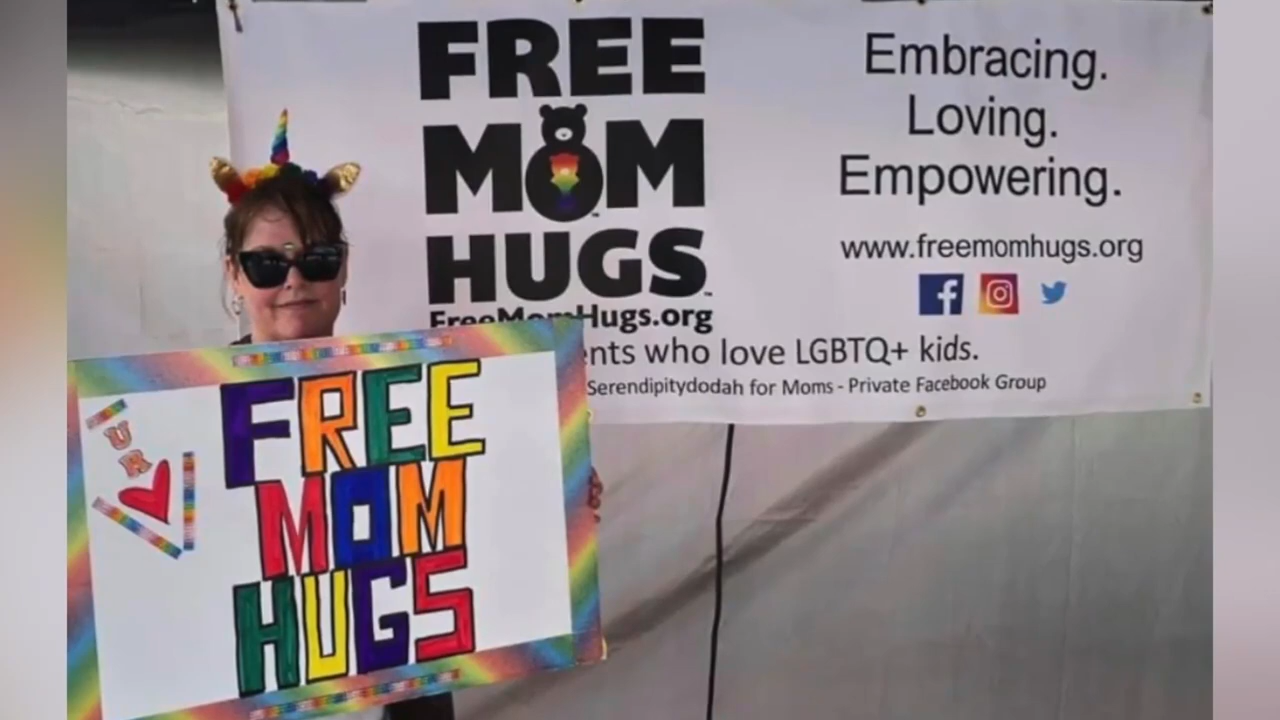 FREE
MOM
HUGS
FreeMomHugs.org
who love LGBTQ+ kids.
Serendipitydodah for Moms - Private Facebook Group
Embracing.
Loving.
Empowering.
www.freemomhugs.org
U
R
FREE
MOM
HUGS